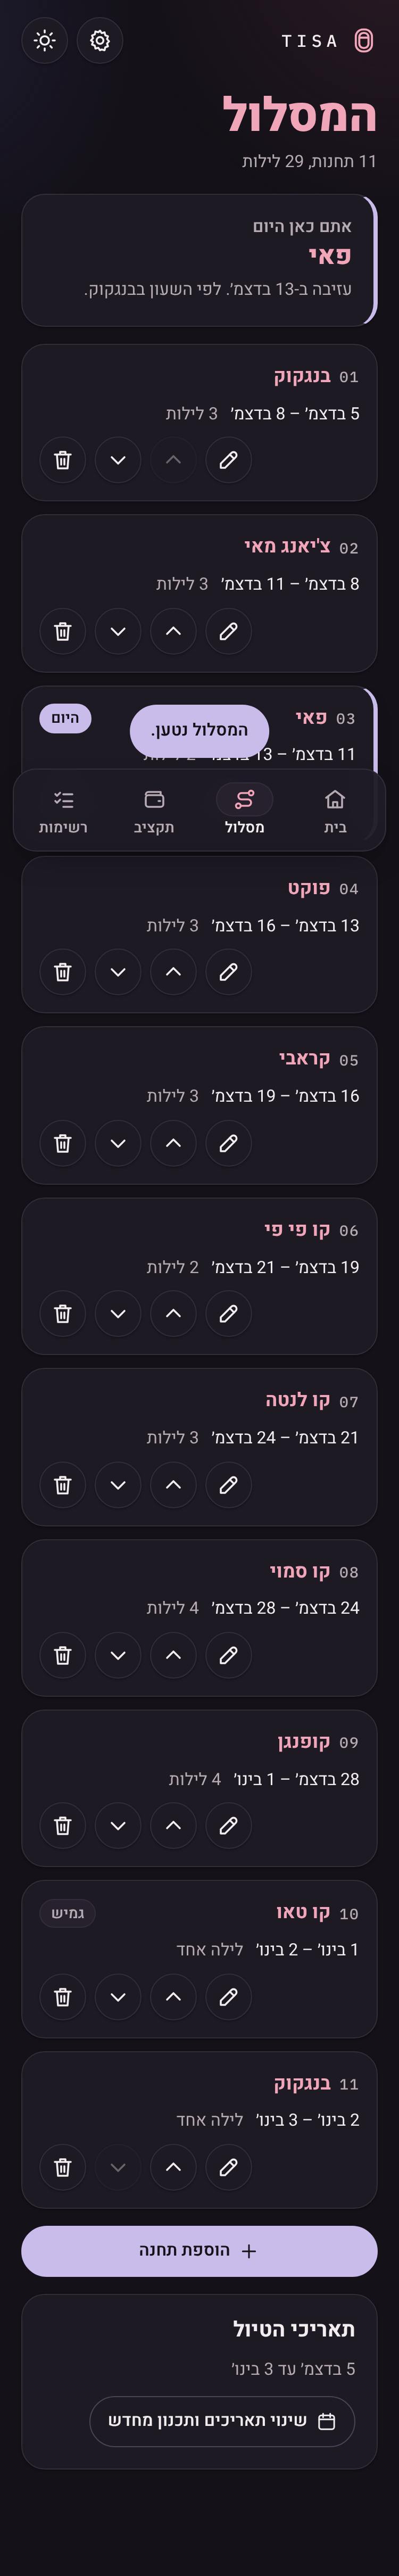 TISA
המסלול
11 תחנות, 29 לילות
אתם כאן היום
פאי
עזיבה ב-13 בדצמ׳. לפי השעון בבנגקוק.
01 בנגקוק
5 בדצמ׳ – 8 בדצמ׳ 3 לילות
02 צ'יאנג מאי
8 בדצמ׳ – 11 בדצמ׳ 3 לילות
03 פאי היום
המסלול נטען.
11 בדצמ׳ – 13 בדצמ׳ 2 לילות
בית מסלול תקציב רשימות
04 פוקט
13 בדצמ׳ – 16 בדצמ׳ 3 לילות
05 קראבי
16 בדצמ׳ – 19 בדצמ׳ 3 לילות
06 קו פי פי
19 בדצמ׳ – 21 בדצמ׳ 2 לילות
07 קו לנטה
21 בדצמ׳ – 24 בדצמ׳ 3 לילות
08 קו סמוי
24 בדצמ׳ – 28 בדצמ׳ 4 לילות
09 קופנגן
28 בדצמ׳ – 1 בינו׳ 4 לילות
10 קו טאו גמיש
1 בינו׳ – 2 בינו׳ לילה אחד
11 בנגקוק
2 בינו׳ – 3 בינו׳ לילה אחד
הוספת תחנה
תאריכי הטיול
5 בדצמ׳ עד 3 בינו׳
שינוי תאריכים ותכנון מחדש